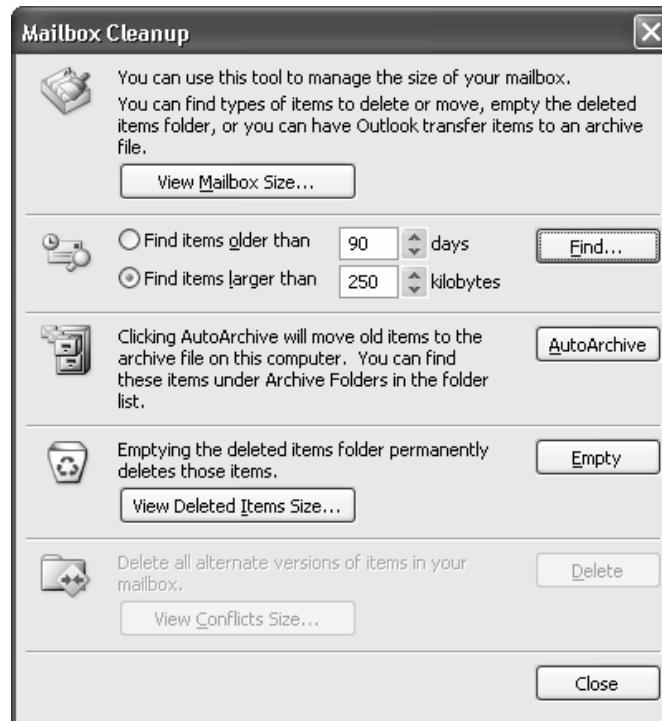 Mailbox Cleanup
You can use this tool to manage the size of your mailbox.
You can find types of items to delete or move, empty the deleted
items folder, or you can have Outlook transfer items to an archive
file.
View Mailbox Size...
Find items older than 90 days
Find...
Find items larger than 250 kilobytes
Clicking AutoArchive will move old items to the
archive file on this computer. You can find
these items under Archive Folders in the folder
list.
AutoArchive
Emptying the deleted items folder permanently
deletes those items.
Empty
View Deleted Items Size...
Delete all alternate versions of items in your
mailbox.
Delete
View Conflicts Size...
Close